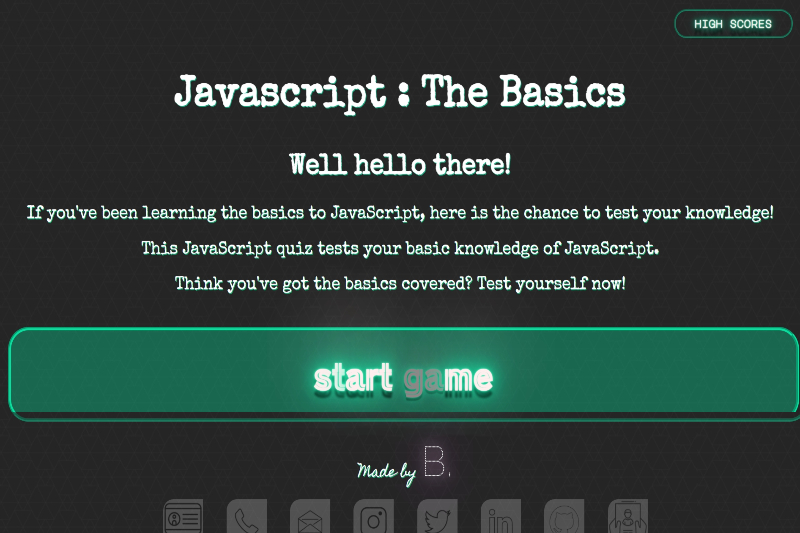 HIGH SCORES
Javascript : The Basics
Well hello there!
If you've been learning the basics to JavaScript, here is the chance to test your knowledge!
This JavaScript quiz tests your basic knowledge of JavaScript.
Think you've got the basics covered? Test yourself now!
start game
Made by B.
in